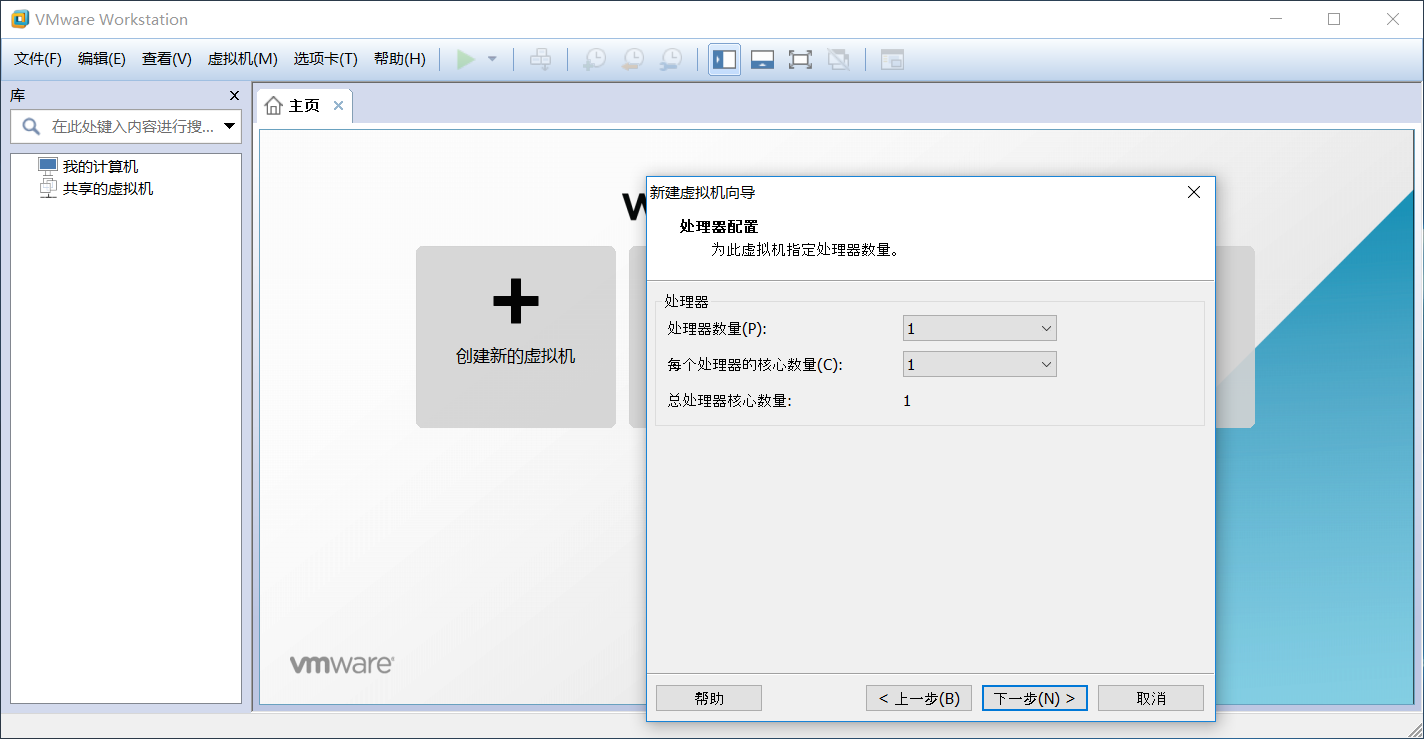 VMware Workstation
文件(F) 编辑(E) 查看(V) 虚拟机(M) 选项卡(T) 帮助(H)
库
在此处键入内容进行搜...
我的计算机
共享的虚拟机
主页
W
创建新的虚拟机
新建虚拟机向导
处理器配置
为此虚拟机指定处理器数量。
处理器
处理器数量(P): 1
每个处理器的核心数量(C): 1
总处理器核心数量: 1
帮助 < 上一步(B) 下一步(N) > 取消
vmware